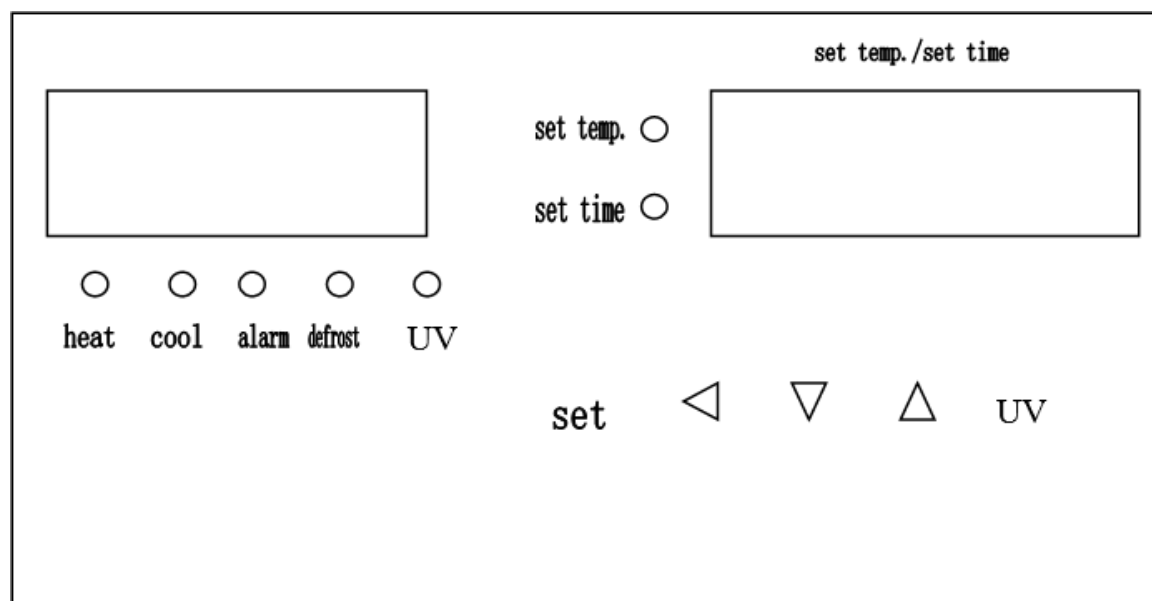 set temp./set time
set temp.
set time
heat cool alarm defrost UV
set UV